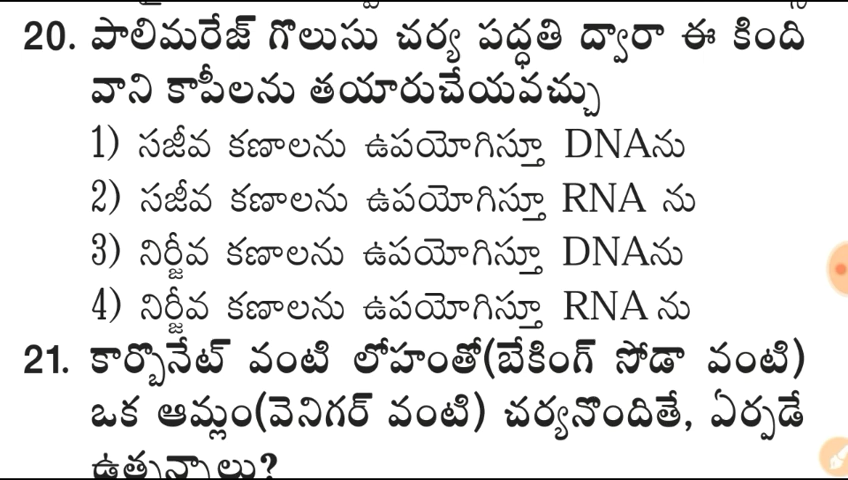 20. పాలిమరేజ్ గొలుసు చర్య పద్ధతి ద్వారా ఈ కింది
వాని కాపీలను తయారుచేయవచ్చు
1) సజీవ కణాలను ఉపయోగిస్తూ DNAను
2) సజీవ కణాలను ఉపయోగిస్తూ RNA ను
3) నిర్జీవ కణాలను ఉపయోగిస్తూ DNAను
4) నిర్జీవ కణాలను ఉపయోగిస్తూ RNA ను
21. కార్బొనేట్ వంటి లోహంతో(బేకింగ్ సోడా వంటి)
ఒక ఆమ్లం(వెనిగర్ వంటి) చర్యనొందితే, ఏర్పడే
ఉత్పన్నాలు?